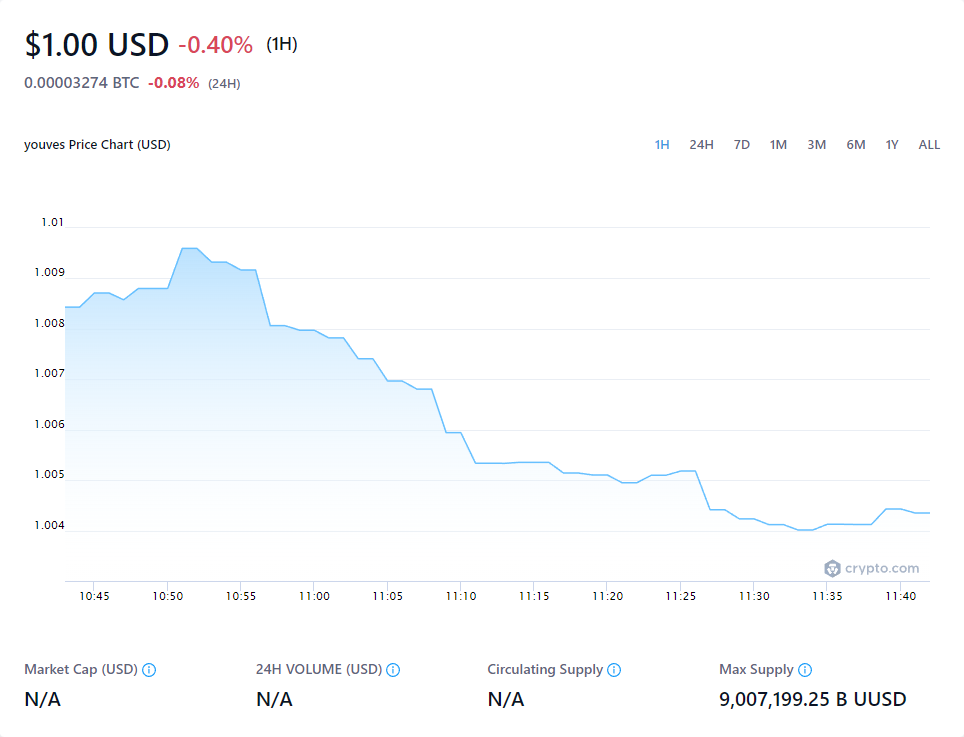 $1.00 USD -0.40% (1H)
0.00003274 BTC -0.08% (24H)
youves Price Chart (USD) 1H 24H 7D 1M 3M 6M 1Y ALL
1.01
1.009
1.008
1.007
1.006
1.005
1.004
crypto.com
10:45 10:50 10:55 11:00 11:05 11:10 11:15 11:20 11:25 11:30 11:35 11:40
Market Cap (USD) 24H VOLUME (USD) Circulating Supply Max Supply
N/A N/A N/A 9,007,199.25 B UUSD